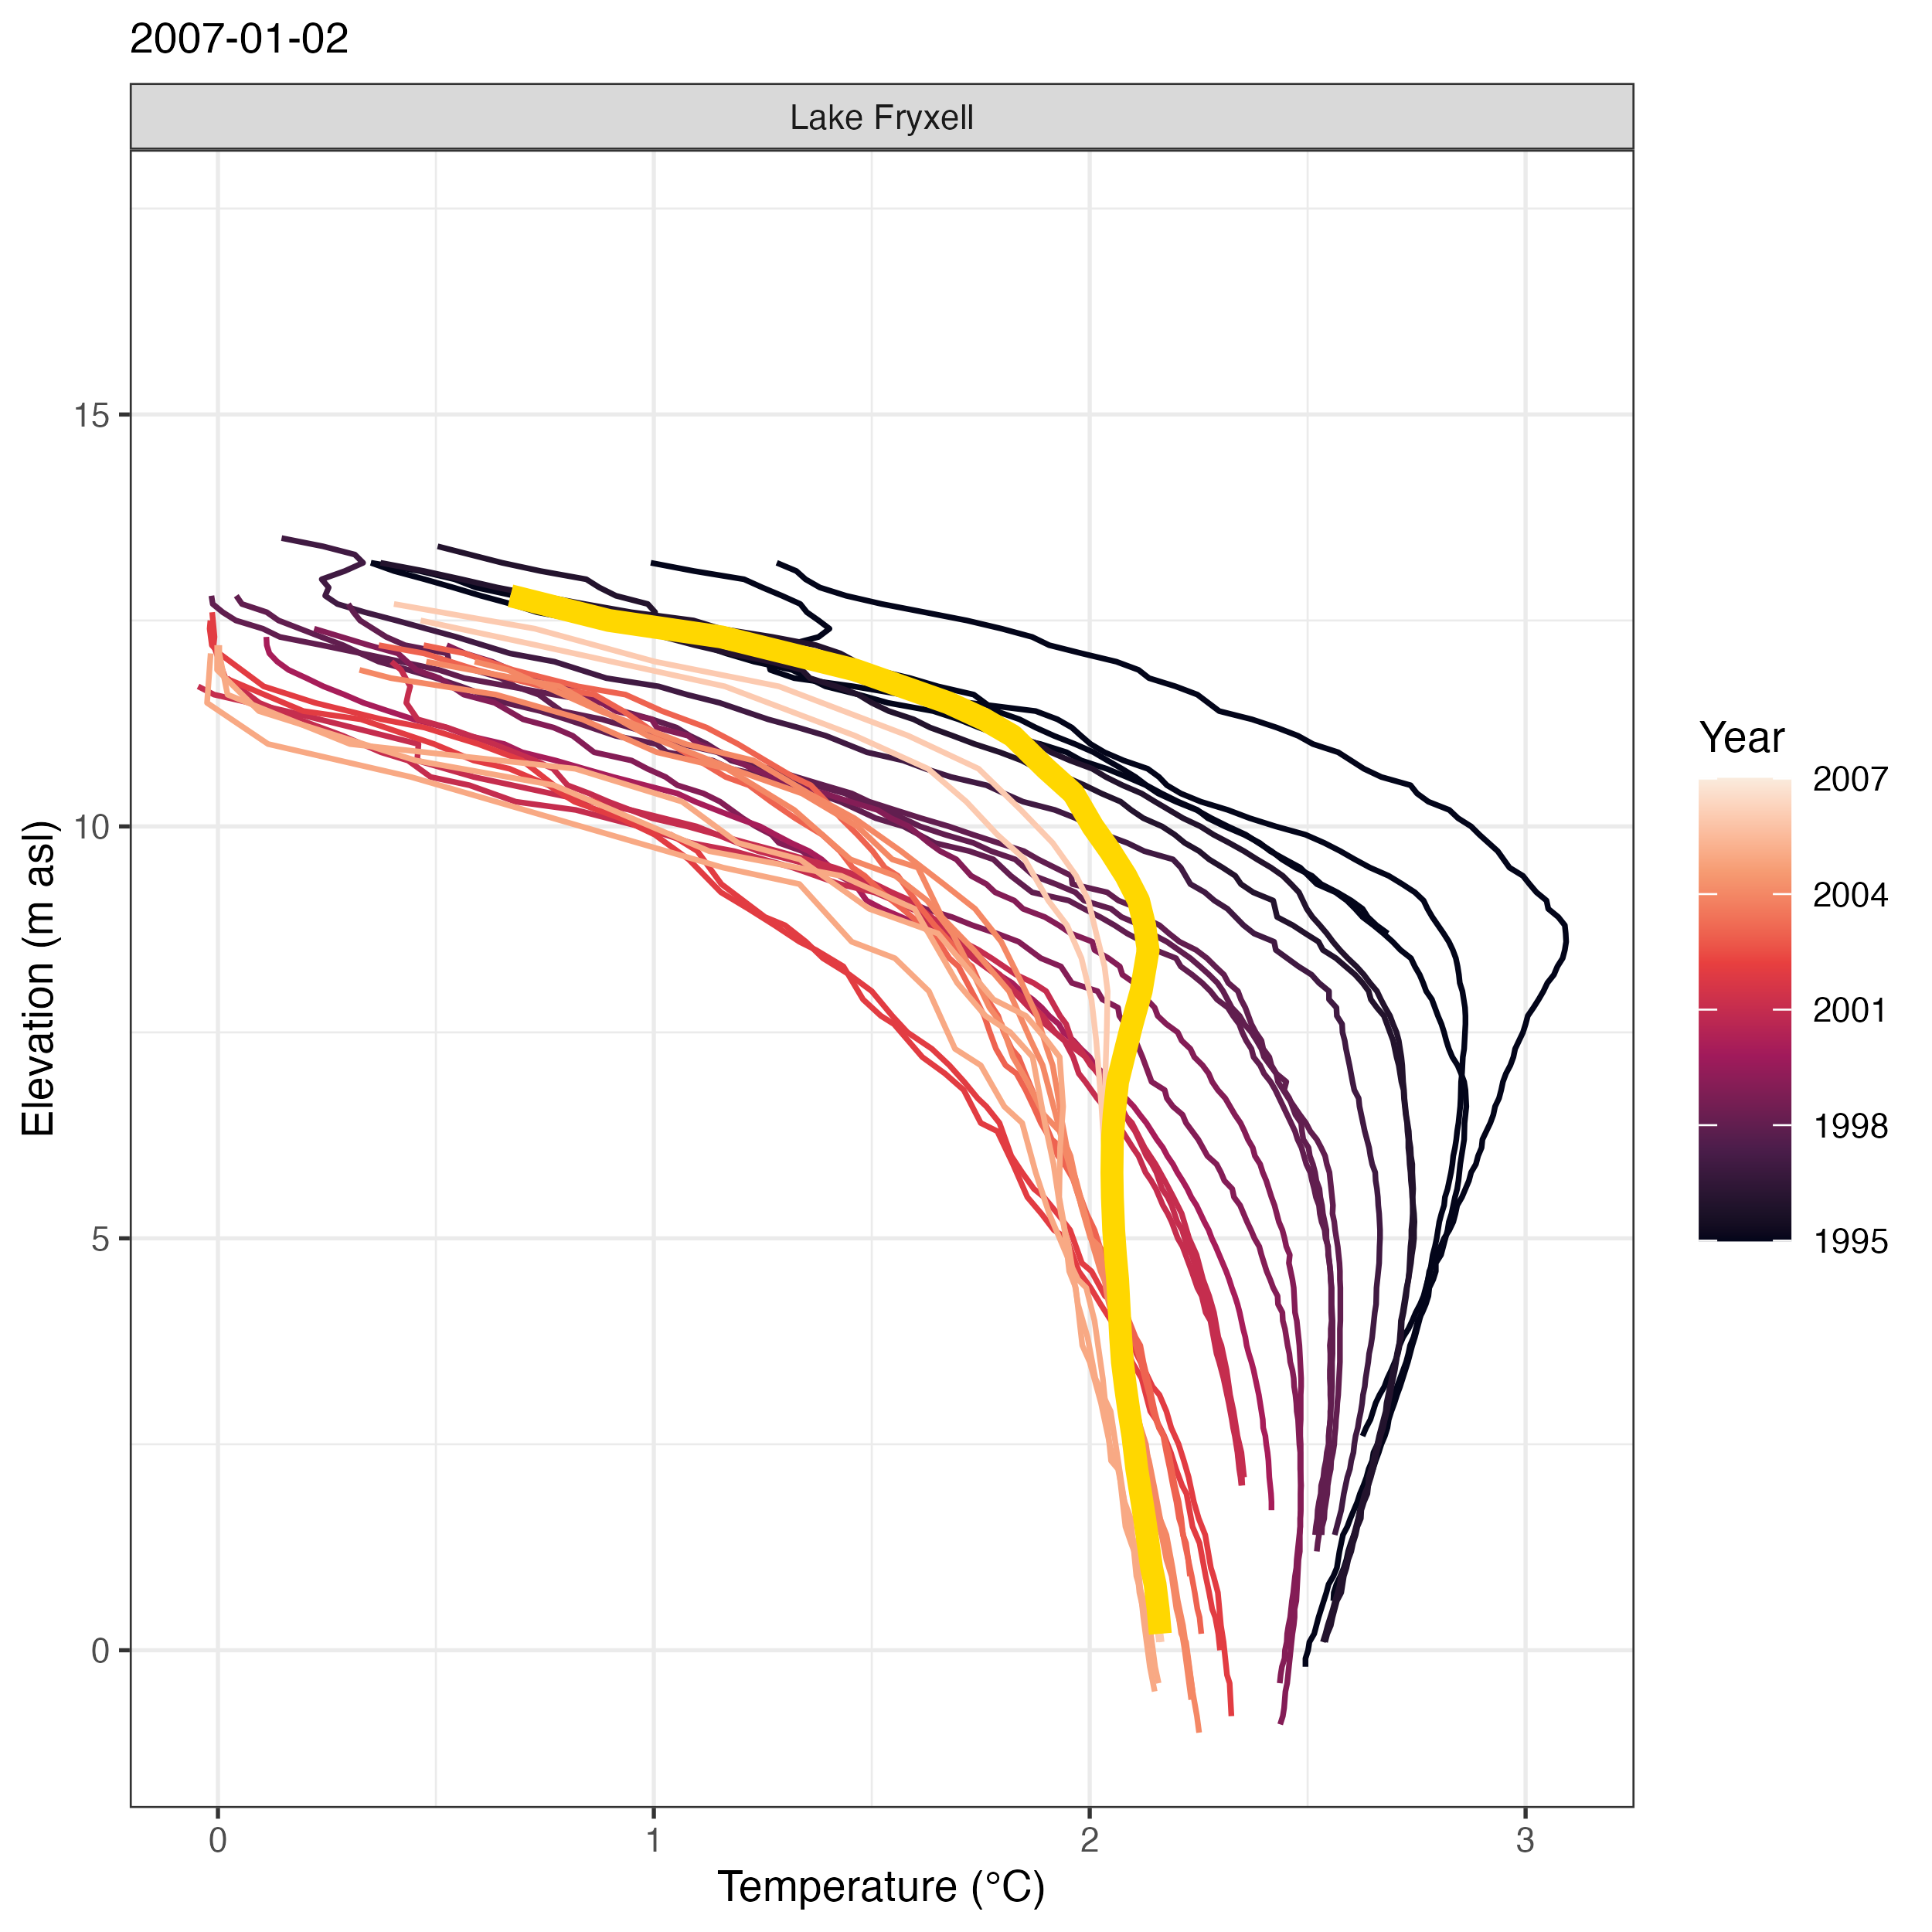 2007-01-02
Lake Fryxell
Elevation (m asl)
15
10
5
0
0 1 2 3
Temperature (°C)
Year
2007
2004
2001
1998
1995